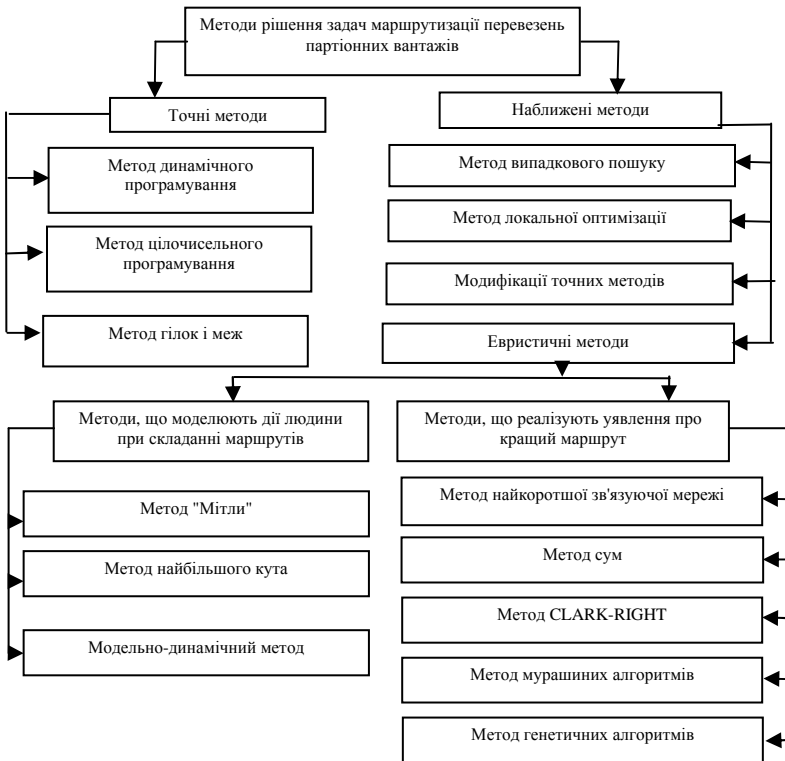 Методи рішення задач маршрутизації перевезень
партіонних вантажів
Точні методи
Наближені методи
Метод динамічного
програмування
Метод випадкового пошуку
Метод локальної оптимізації
Метод цілочисельного
програмування
Модифікації точних методів
Метод гілок і меж
Евристичні методи
Методи, що моделюють дії людини
при складанні маршрутів
Методи, що реалізують уявлення про
кращий маршрут
Метод "Мітли"
Метод найбільшого кута
Модельно-динамічний метод
Метод найкоротшої зв'язуючої мережі
Метод сум
Метод CLARK-RIGHT
Метод мурашиних алгоритмів
Метод генетичних алгоритмів